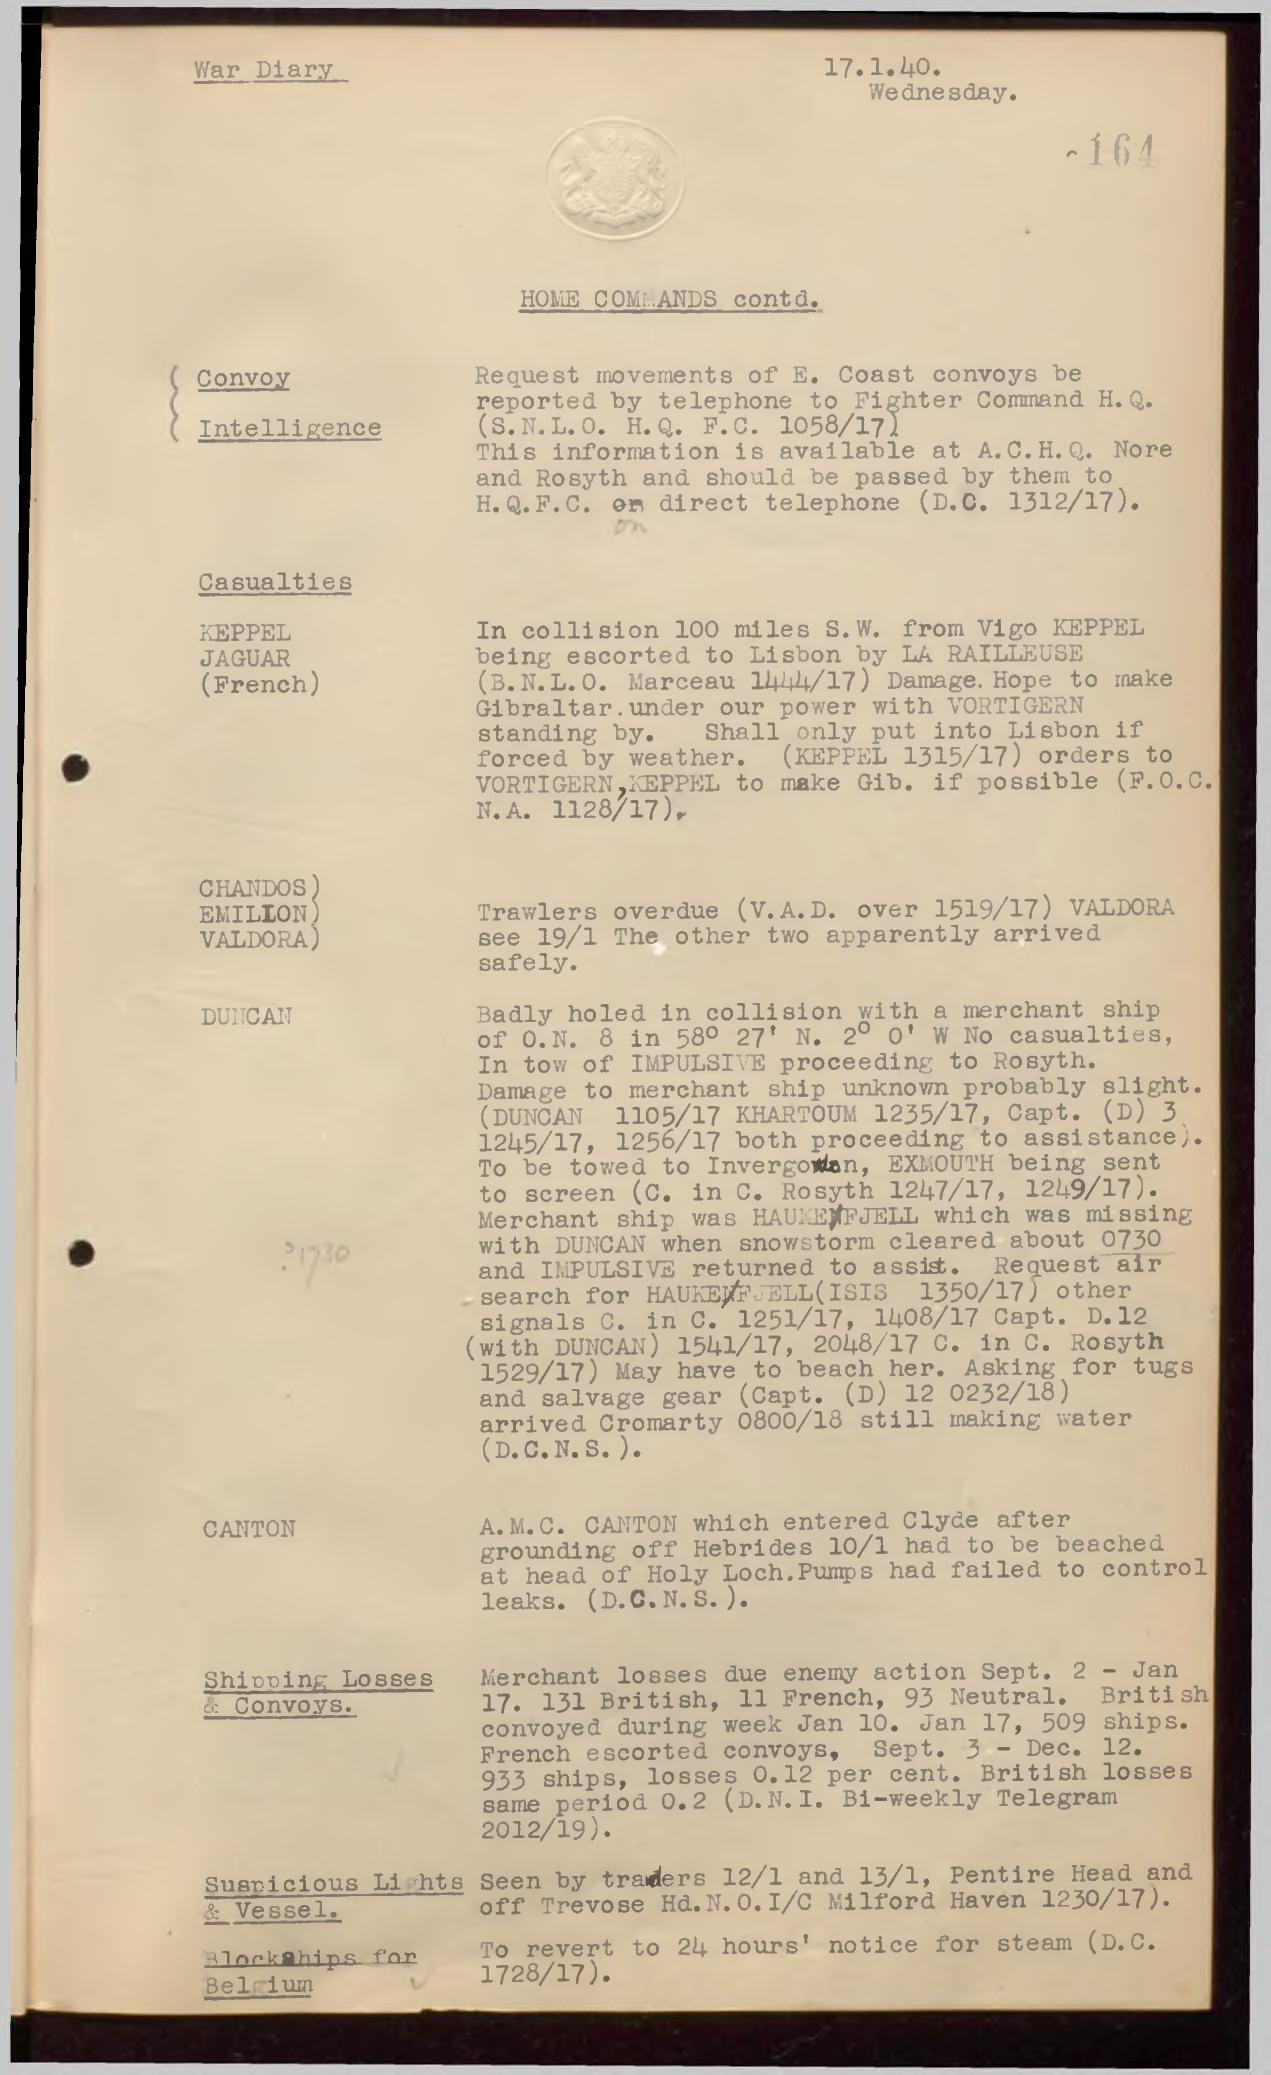 War Diary
17.1.40.
Wednesday.
164
HOME COMMANDS contd.
Convoy
Intelligence
Request movements of E. Coast convoys be
reported by telephone to Fighter Command H.Q.
(S.N.L.O. H.Q. F.C. 1058/17)
This information is available at A.C.H.Q. Nore
and Rosyth and should be passed by them to
H.Q.F.C. on direct telephone (D.C. 1312/17).
on
Casualties
KEPPEL
JAGUAR
(French)
In collision 100 miles S.W. from Vigo KEPPEL
being escorted to Lisbon by LA RAILLEUSE
(B.N.L.O. Marceau 1444/17) Damage. Hope to make
Gibraltar.under our power with VORTIGERN
standing by. Shall only put into Lisbon if
forced by weather. (KEPPEL 1315/17) orders to
VORTIGERN,KEPPEL to make Gib. if possible (F.O.C.
N.A. 1128/17).
CHANDOS)
EMILION)
VALDORA)
Trawlers overdue (V.A.D. over 1519/17) VALDORA
see 19/1 The other two apparently arrived
safely.
DUNCAN
Badly holed in collision with a merchant ship
of O.N. 8 in 58° 27' N. 2° 0' W No casualties,
In tow of IMPULSIVE proceeding to Rosyth.
Damage to merchant ship unknown probably slight.
(DUNCAN 1105/17 KHARTOUM 1235/17, Capt. (D) 3
1245/17, 1256/17 both proceeding to assistance).
To be towed to Invergordon, EXMOUTH being sent
to screen (C. in C. Rosyth 1247/17, 1249/17).
Merchant ship was HAUKEFJELL which was missing
with DUNCAN when snowstorm cleared about 0730
?1730
and IMPULSIVE returned to assist. Request air
search for HAUKEFJELL(ISIS 1350/17) other
signals C. in C. 1251/17, 1408/17 Capt. D.12
(with DUNCAN) 1541/17, 2048/17 C. in C. Rosyth
1529/17) May have to beach her. Asking for tugs
and salvage gear (Capt. (D) 12 0232/18)
arrived Cromarty 0800/18 still making water
(D.C.N.S.).
CANTON
A.M.C. CANTON which entered Clyde after
grounding off Hebrides 10/1 had to be beached
at head of Holy Loch.Pumps had failed to control
leaks. (D.C.N.S.).
Shipping Losses
& Convoys.
Merchant losses due enemy action Sept. 2 - Jan
17. 131 British, 11 French, 93 Neutral. British
convoyed during week Jan 10. Jan 17, 509 ships.
French escorted convoys, Sept. 3 - Dec. 12.
933 ships, losses 0.12 per cent. British losses
same period 0.2 (D.N.I. Bi-weekly Telegram
2012/19).
Suspicious Lights
& Vessel.
Seen by traders 12/1 and 13/1, Pentire Head and
off Trevose Hd.N.O.I/C Milford Haven 1230/17).
Blockships for
Belgium
To revert to 24 hours' notice for steam (D.C.
1728/17).